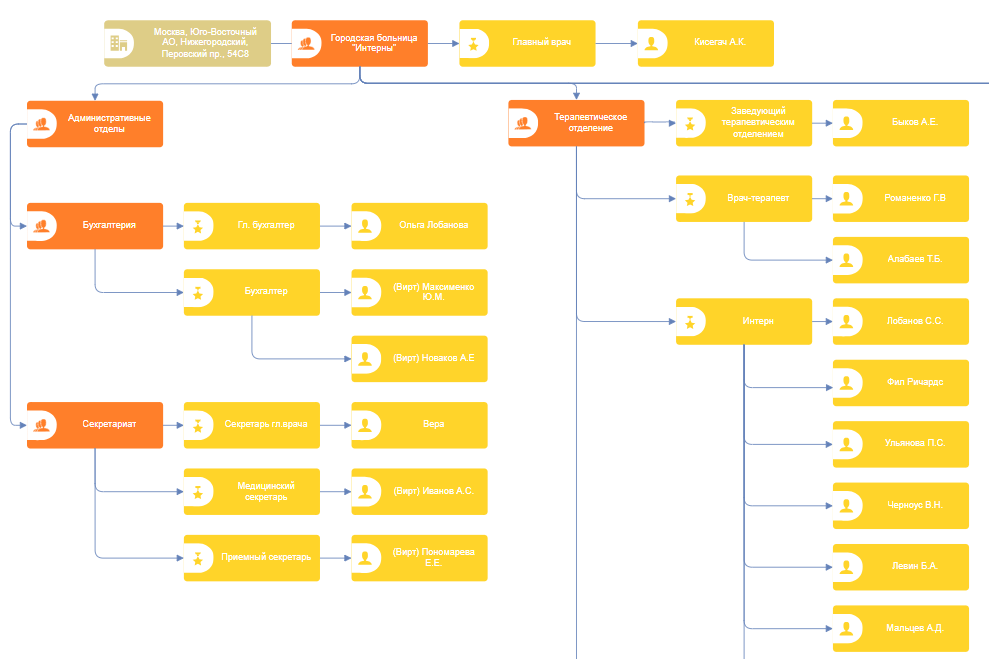 Москва, Юго-Восточный
АО, Нижегородский,
Перовский пр., 54С8
Городская больница
"Интерны"
Главный врач
Кисегач А.К.
Административные
отделы
Бухгалтерия
Гл. бухгалтер
Ольга Лобанова
Бухгалтер
(Вирт) Максименко
Ю.М.
(Вирт) Новаков А.Е
Секретариат
Секретарь гл.врача
Вера
Медицинский
секретарь
(Вирт) Иванов А.С.
Приемный секретарь
(Вирт) Пономарева
Е.Е.
Терапевтическое
отделение
Заведующий
терапевтическим
отделением
Быков А.Е.
Врач-терапевт
Романенко Г.В
Алабаев Т.Б.
Интерн
Лобанов С.С.
Фил Ричардс
Ульянова П.С.
Черноус В.Н.
Левин Б.А.
Мальцев А.Д.